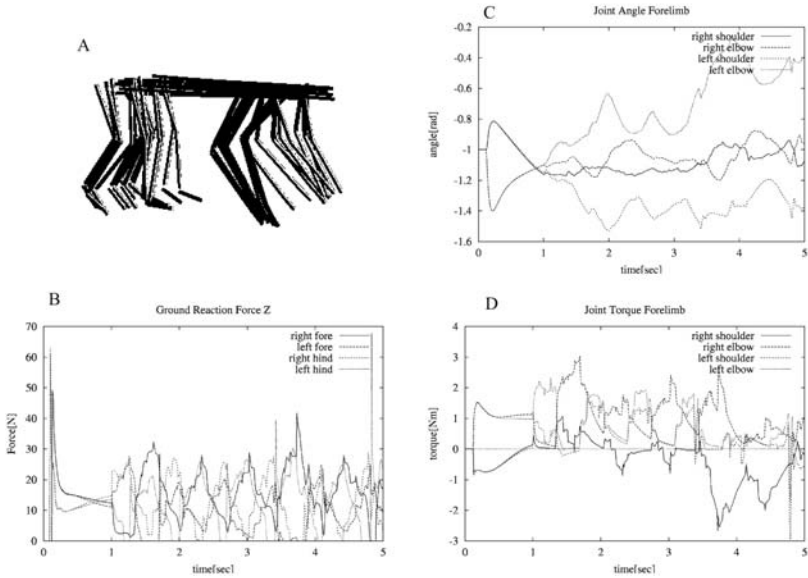 A
C
Joint Angle Forelimb
right shoulder
right elbow
left shoulder
left elbow
-0.2
-0.4
-0.6
-0.8
-1
-1.2
-1.4
-1.6
angle[rad]
0 1 2 3 4 5
time[sec]
B
Ground Reaction Force Z
right fore
left fore
right hind
left hind
70
60
50
40
30
20
10
0
Force[N]
0 1 2 3 4 5
time[sec]
D
Joint Torque Forelimb
right shoulder
right elbow
left shoulder
left elbow
4
3
2
1
0
-1
-2
-3
torque[Nm]
0 1 2 3 4 5
time[sec]